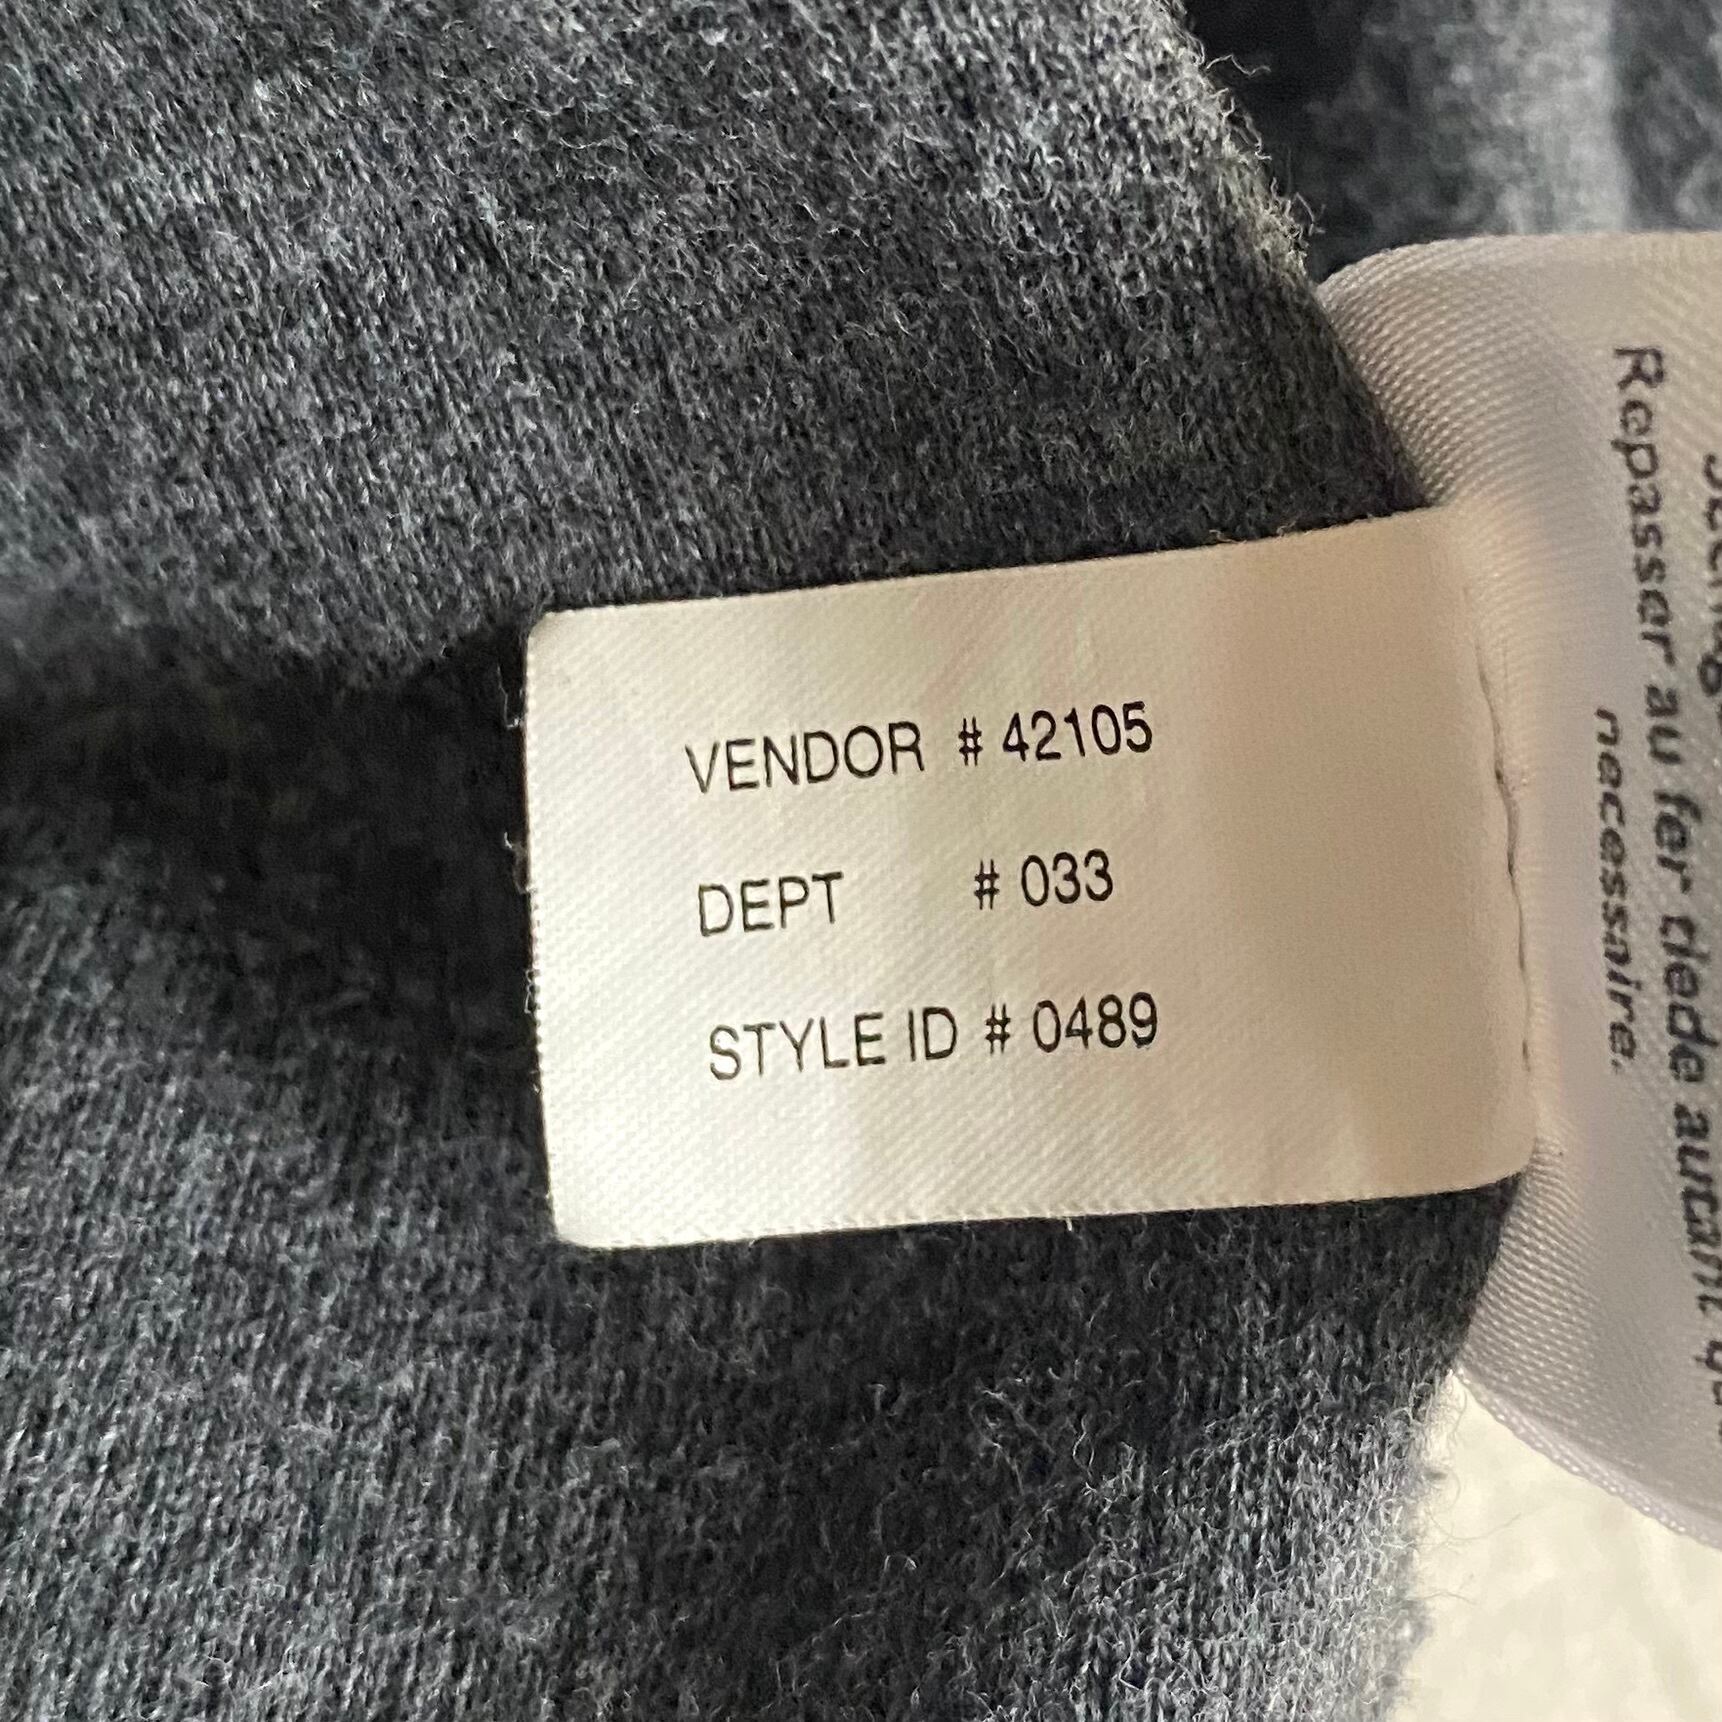 VENDOR # 42105
DEPT # 033
STYLE ID # 0489
Repasser au fer tiede autant
necessaire.